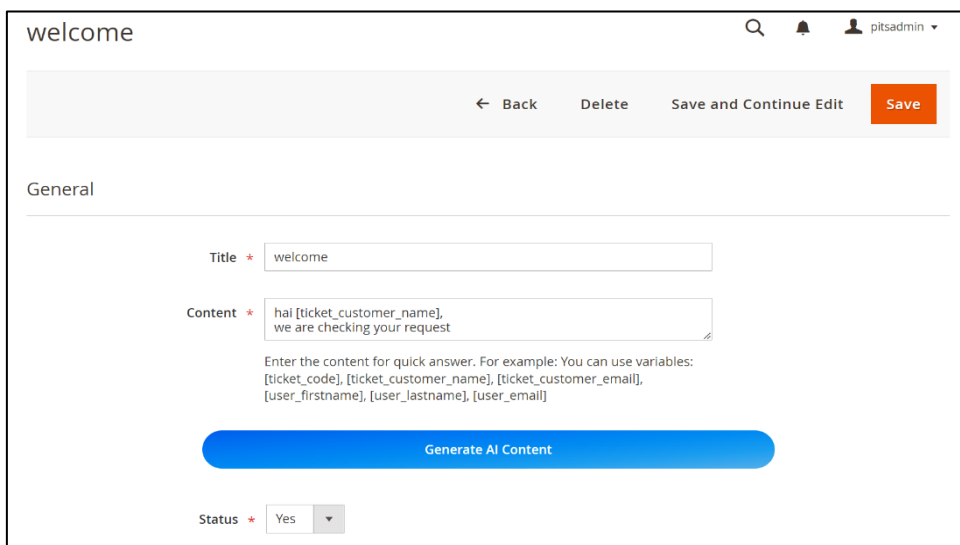 welcome
pitsadmin
← Back Delete Save and Continue Edit Save
General
Title *
welcome
Content *
hai [ticket_customer_name],
we are checking your request
Enter the content for quick answer. For example: You can use variables:
[ticket_code], [ticket_customer_name], [ticket_customer_email],
[user_firstname], [user_lastname], [user_email]
Generate AI Content
Status * Yes